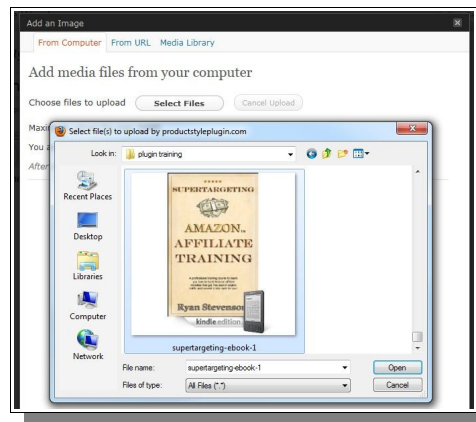 Add an Image
From Computer From URL Media Library
Add media files from your computer
Choose files to upload Select Files Cancel Upload
Maxi
You a
After
Select file(s) to upload by productstyleplugin.com
Look in: plugin training
Recent Places
Desktop
Libraries
Computer
Network
SUPERTARGETING
AMAZON
AFFILIATE
TRAINING
Ryan Stevenson
kindle edition
supertargeting-ebook-1
File name: supertargeting-ebook-1 Open
Files of type: All Files (*.*) Cancel